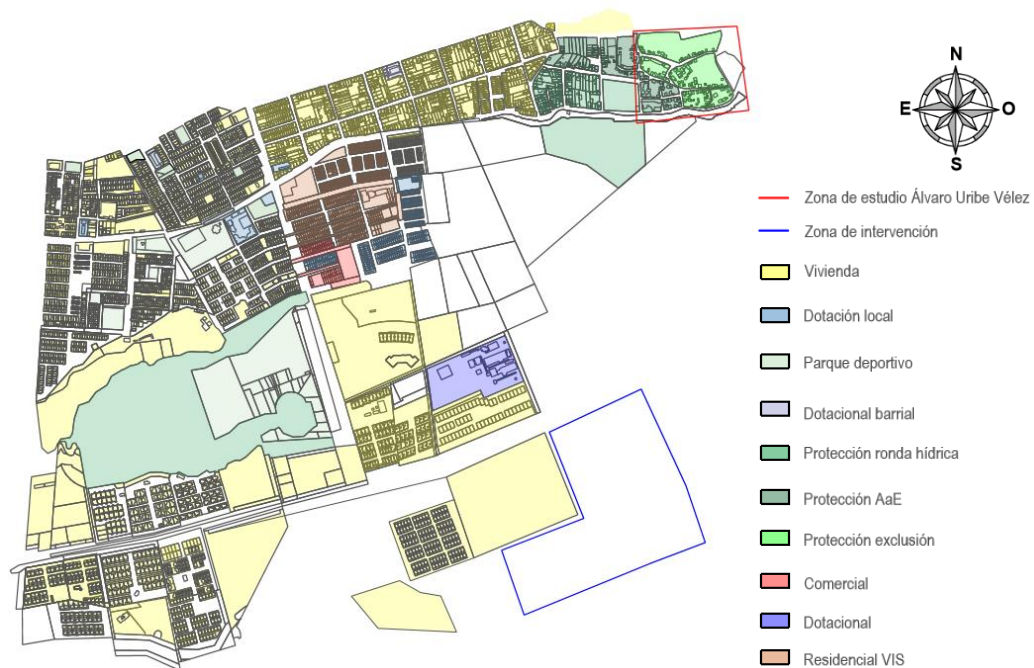 N
E O
S
Zona de estudio Álvaro Uribe Vélez
Zona de intervención
Vivienda
Dotación local
Parque deportivo
Dotacional barrial
Protección ronda hídrica
Protección AaE
Protección exclusión
Comercial
Dotacional
Residencial VIS